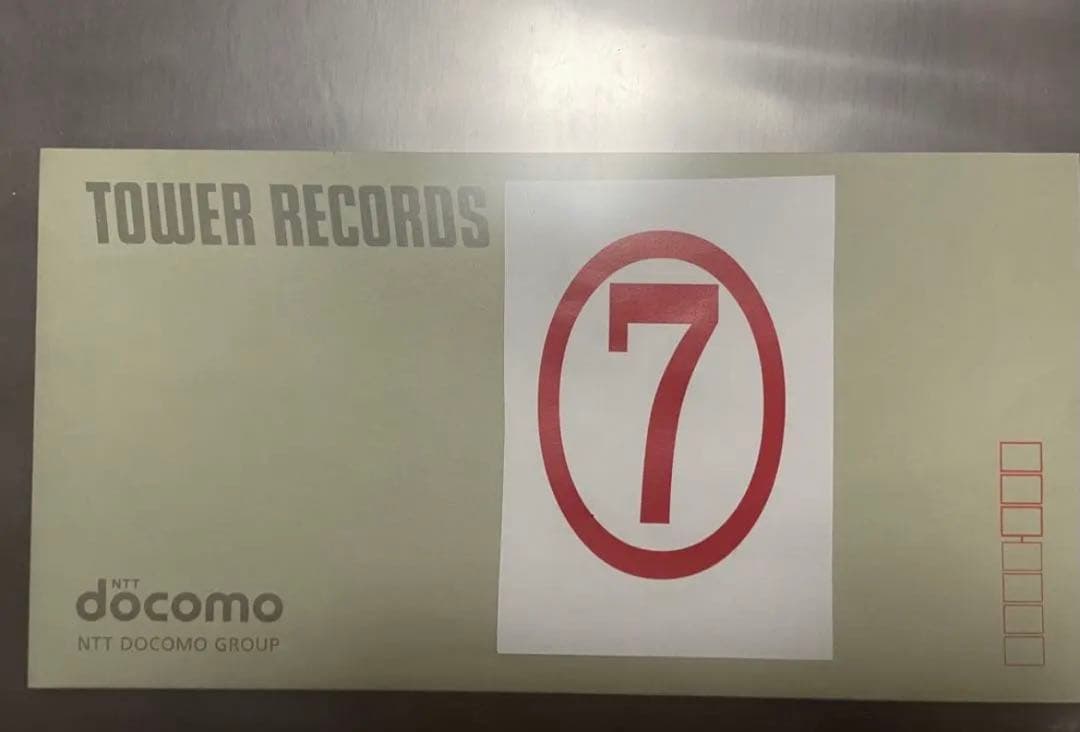 TOWER RECORDS
⑦
NTT
docomo
NTT DOCOMO GROUP